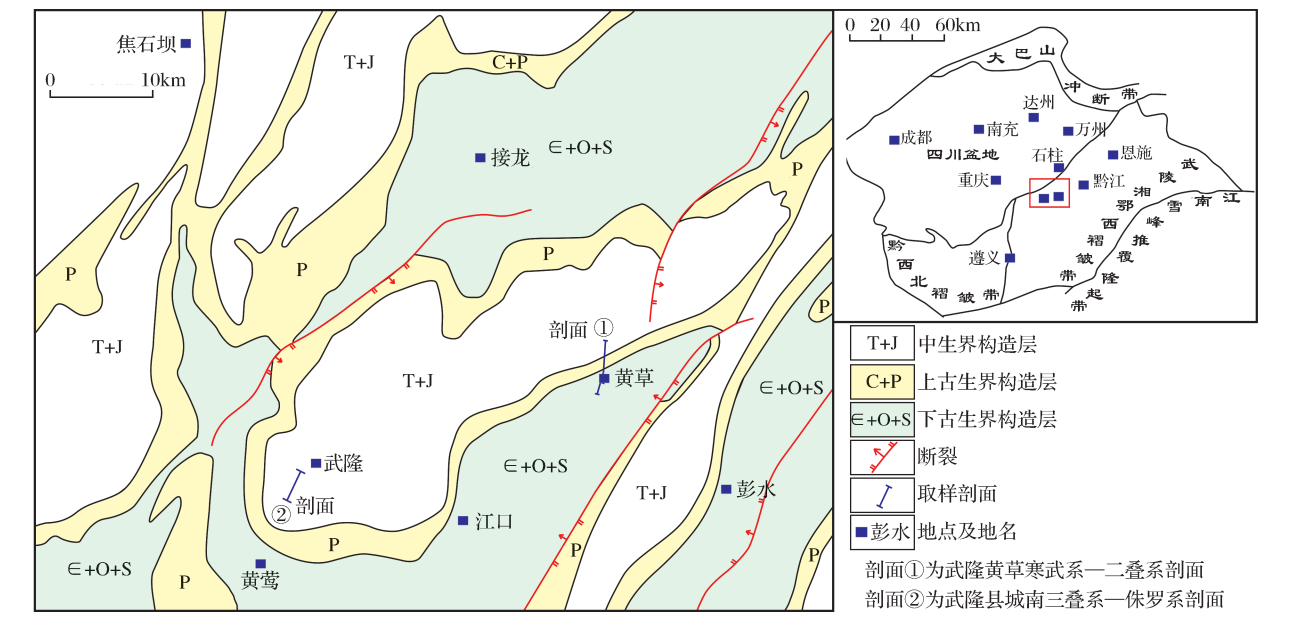 焦石坝
0 10km
T+J
C+P
∈+O+S
接龙
P
P
P
P
T+J
剖面①
黄草
T+J
∈+O+S
P
武隆
∈+O+S
剖面
②
江口
T+J
彭水
P
P
P
∈+O+S
黄莺
P
0 20 40 60km
大巴山
冲断带
达州
成都
南充
万州
四川盆地
石柱
恩施
重庆
黔江
武陵湘鄂西褶皱带
江南雪峰推覆隆起带
遵义
黔西北褶皱带
T+J 中生界构造层
C+P 上古生界构造层
∈+O+S 下古生界构造层
断裂
取样剖面
彭水 地点及地名
剖面①为武隆黄草寒武系—二叠系剖面
剖面②为武隆县城南三叠系—侏罗系剖面